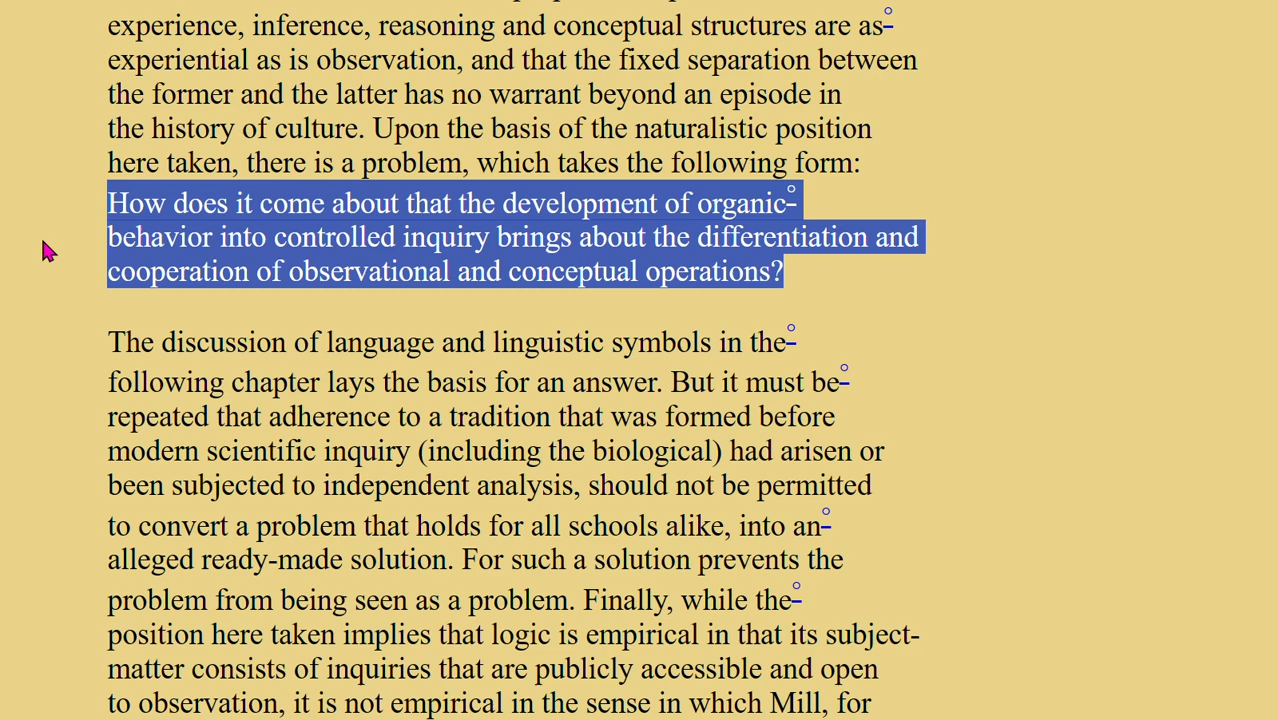 experience, inference, reasoning and conceptual structures are as°
experiential as is observation, and that the fixed separation between
the former and the latter has no warrant beyond an episode in
the history of culture. Upon the basis of the naturalistic position
here taken, there is a problem, which takes the following form:
How does it come about that the development of organic°
behavior into controlled inquiry brings about the differentiation and
cooperation of observational and conceptual operations?
The discussion of language and linguistic symbols in the°
following chapter lays the basis for an answer. But it must be°
repeated that adherence to a tradition that was formed before
modern scientific inquiry (including the biological) had arisen or
been subjected to independent analysis, should not be permitted
to convert a problem that holds for all schools alike, into an°
alleged ready-made solution. For such a solution prevents the
problem from being seen as a problem. Finally, while the°
position here taken implies that logic is empirical in that its subject-
matter consists of inquiries that are publicly accessible and open
to observation, it is not empirical in the sense in which Mill, for